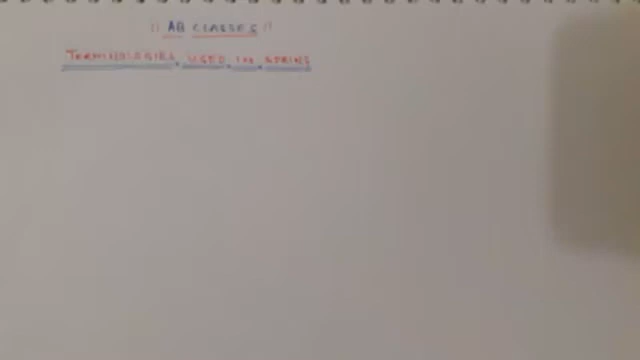 " AB CLASSES "
TERMINOLOGIES USED IN SPRING